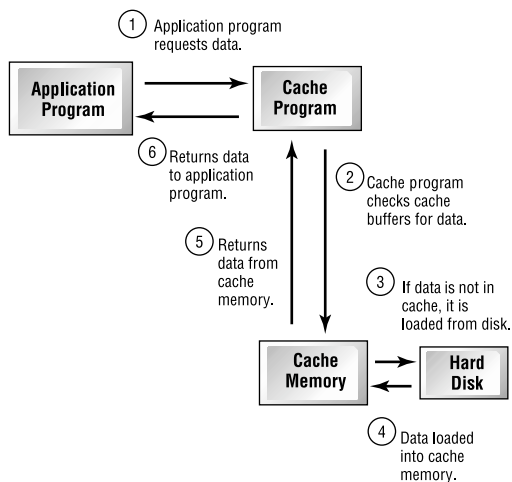 1 Application program
requests data.
Application
Program
Cache
Program
6 Returns data
to application
program.
2 Cache program
checks cache
buffers for data.
5 Returns
data from
cache
memory.
3 If data is not in
cache, it is
loaded from disk.
Cache
Memory
Hard
Disk
4 Data loaded
into cache
memory.